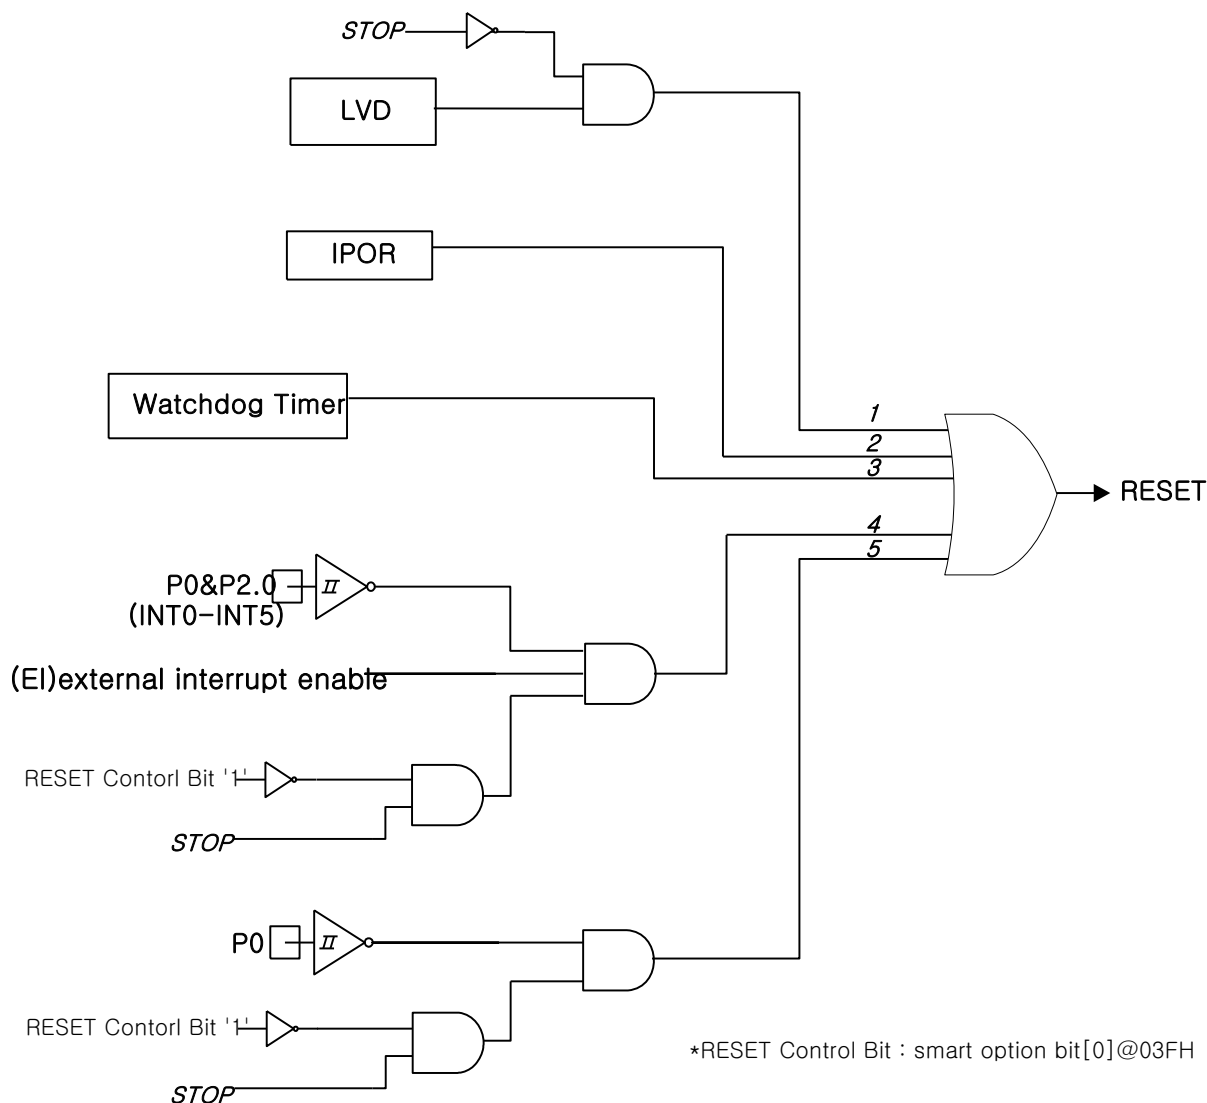 STOP
LVD
IPOR
Watchdog Timer
1
2
3
4
5
RESET
P0&P2.0
(INT0-INT5)
(EI)external interrupt enable
RESET Contorl Bit '1'
STOP
P0
RESET Contorl Bit '1'
STOP
*RESET Control Bit : smart option bit[0]@03FH